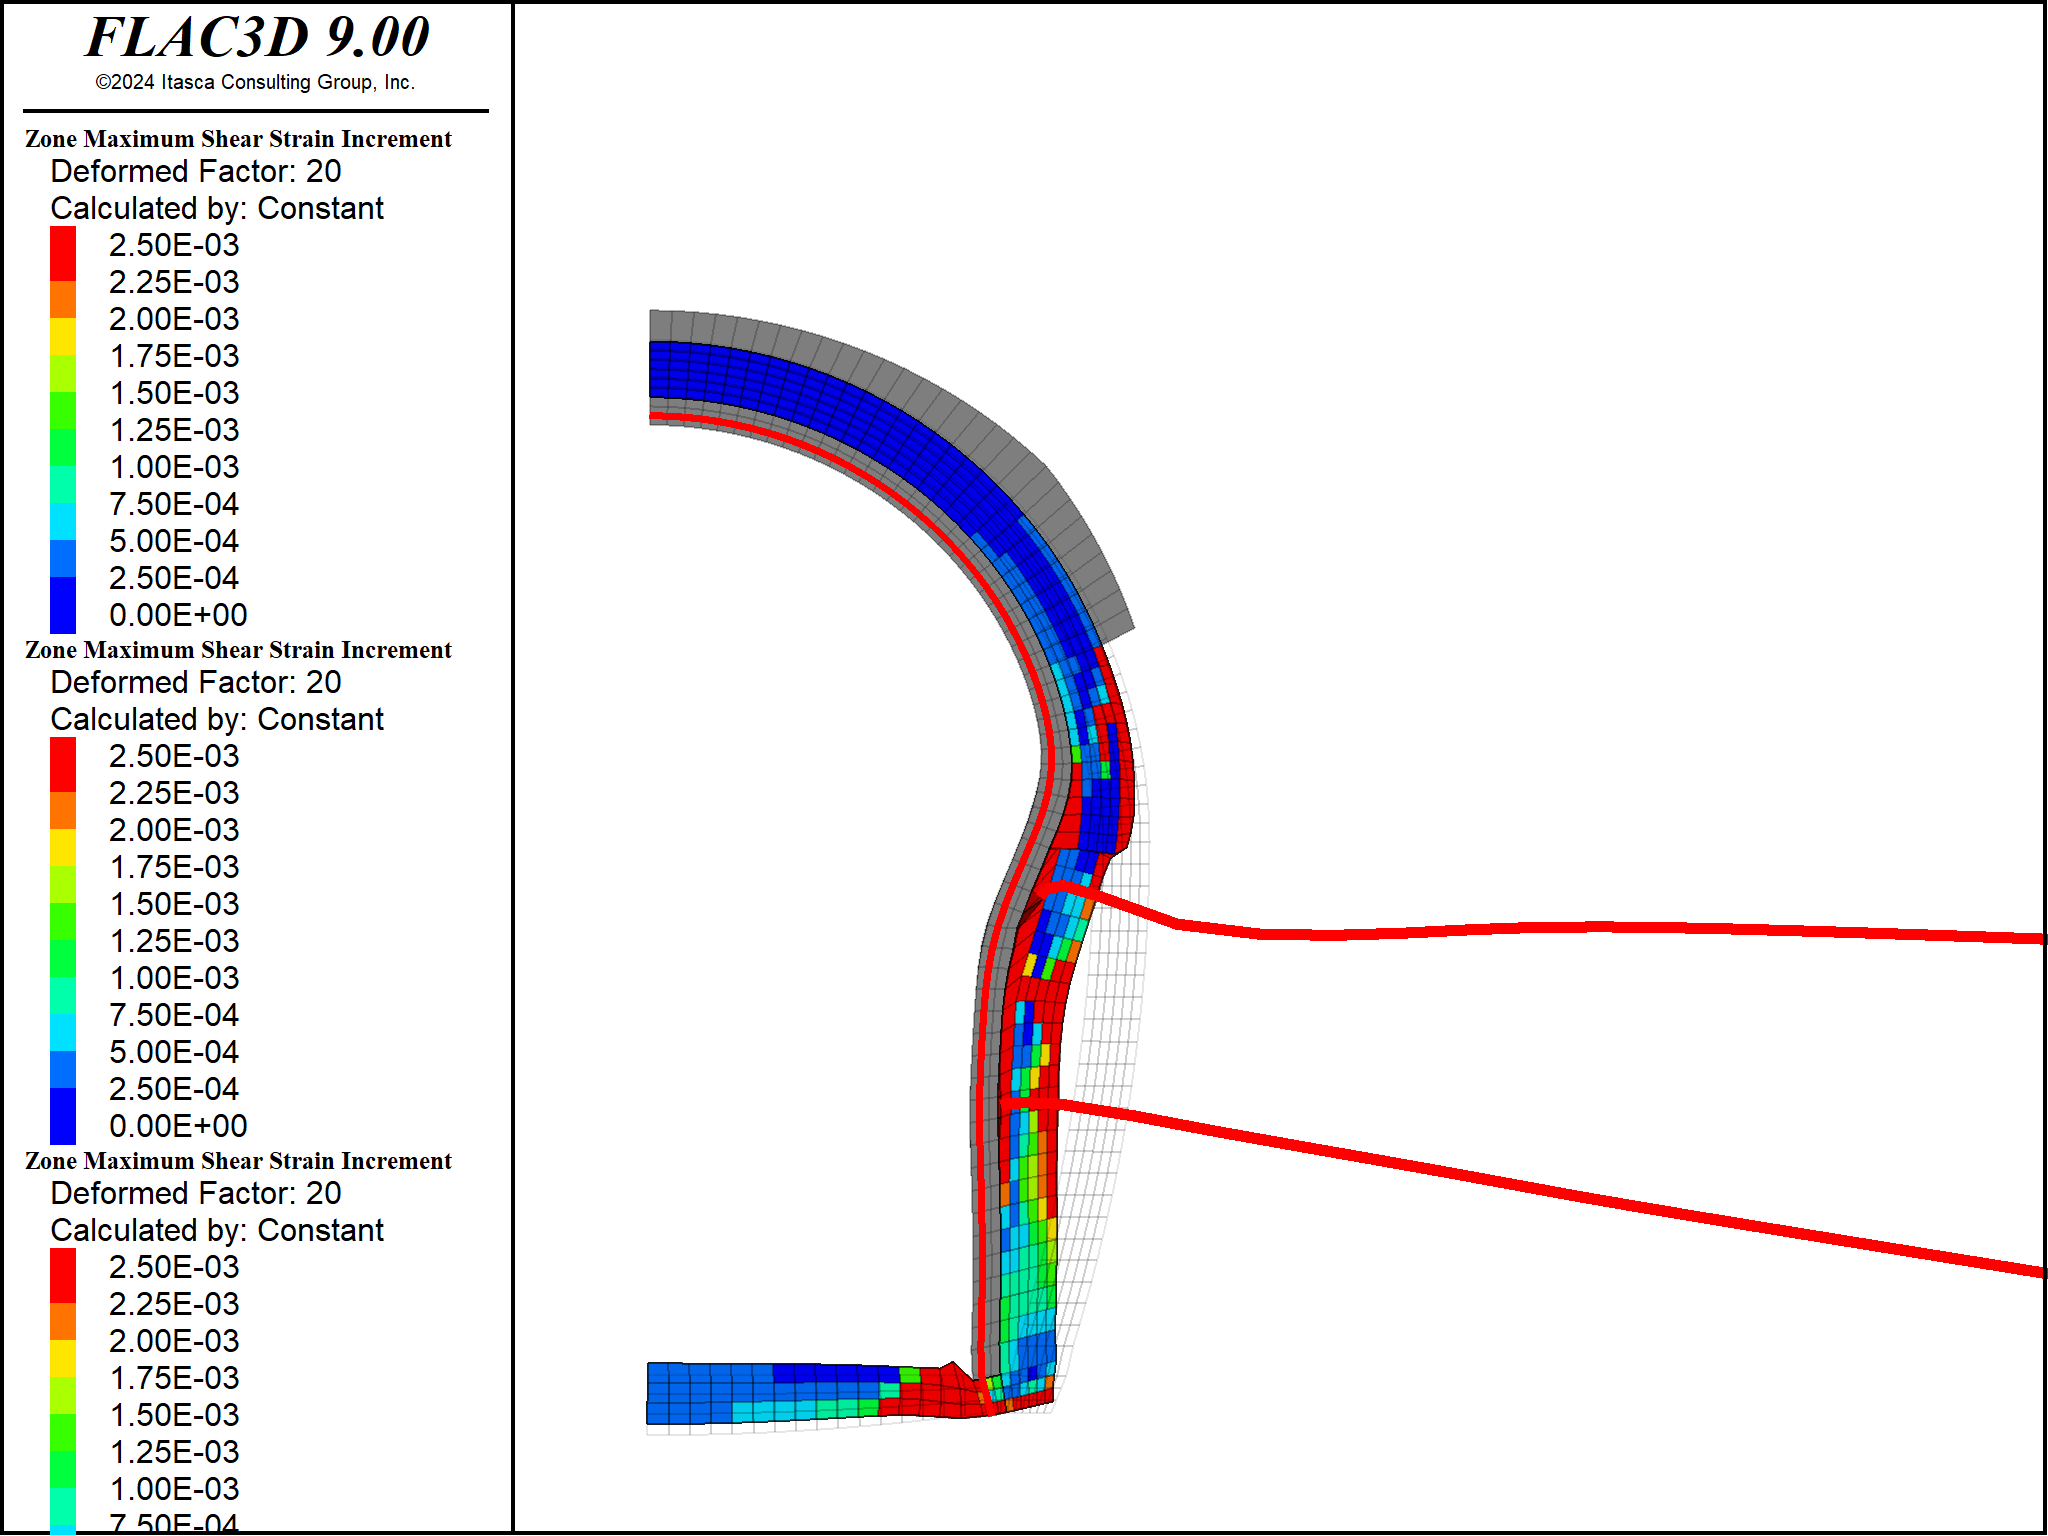 FLAC3D 9.00
©2024 Itasca Consulting Group, Inc.
Zone Maximum Shear Strain Increment
Deformed Factor: 20
Calculated by: Constant
2.50E-03
2.25E-03
2.00E-03
1.75E-03
1.50E-03
1.25E-03
1.00E-03
7.50E-04
5.00E-04
2.50E-04
0.00E+00
Zone Maximum Shear Strain Increment
Deformed Factor: 20
Calculated by: Constant
2.50E-03
2.25E-03
2.00E-03
1.75E-03
1.50E-03
1.25E-03
1.00E-03
7.50E-04
5.00E-04
2.50E-04
0.00E+00
Zone Maximum Shear Strain Increment
Deformed Factor: 20
Calculated by: Constant
2.50E-03
2.25E-03
2.00E-03
1.75E-03
1.50E-03
1.25E-03
1.00E-03
7.50E-04